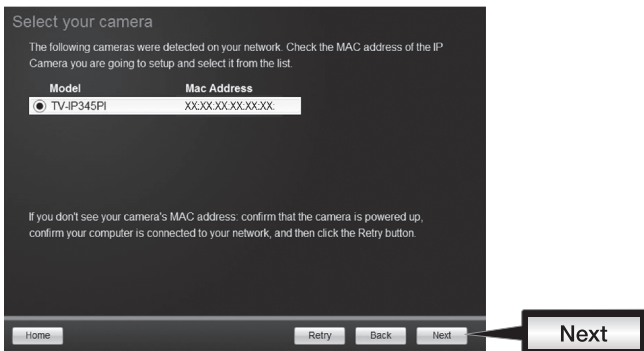 Select your camera
The following cameras were detected on your network. Check the MAC address of the IP
Camera you are going to setup and select it from the list.
Model Mac Address
TV-IP345PI XX:XX:XX:XX:XX:XX:
If you don't see your camera's MAC address: confirm that the camera is powered up,
confirm your computer is connected to your network, and then click the Retry button.
Home Retry Back Next Next